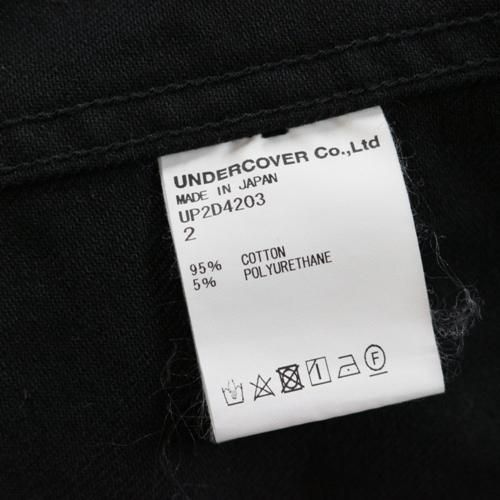 UNDERCOVER Co.,Ltd
MADE IN JAPAN
UP2D4203
2
95% COTTON
5% POLYURETHANE
F